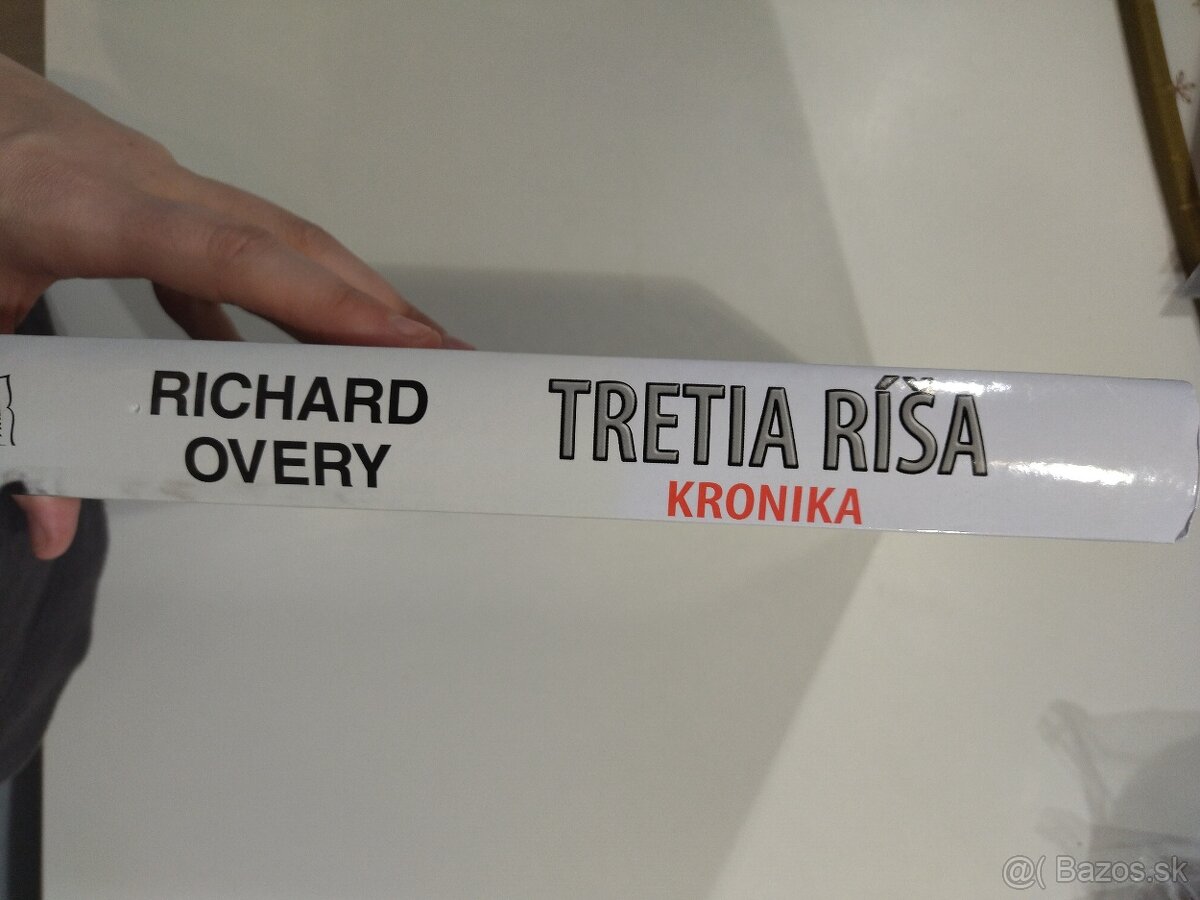 RICHARD
OVERY
TRETIA RÍŠA
KRONIKA
@( Bazos.sk